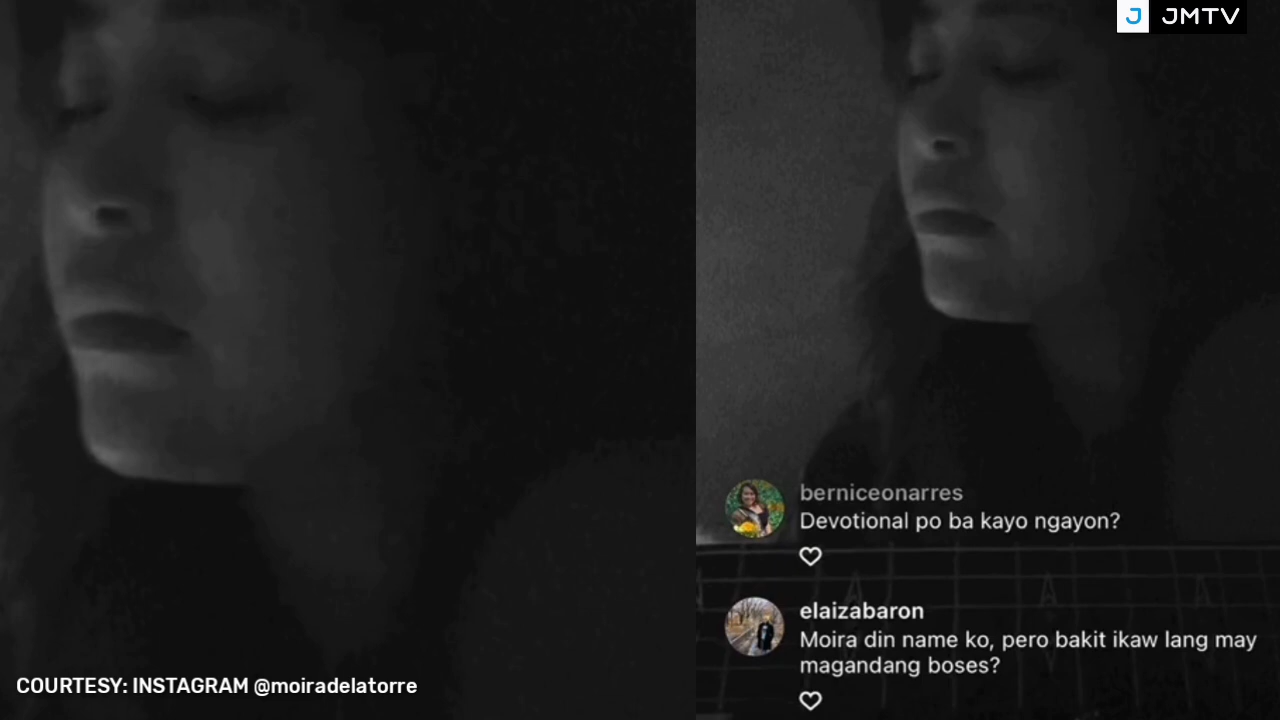 J JMTV
berniceonarres
Devotional po ba kayo ngayon?
elaizabaron
Moira din name ko, pero bakit ikaw lang may
magandang boses?
COURTESY: INSTAGRAM @moiradelatorre